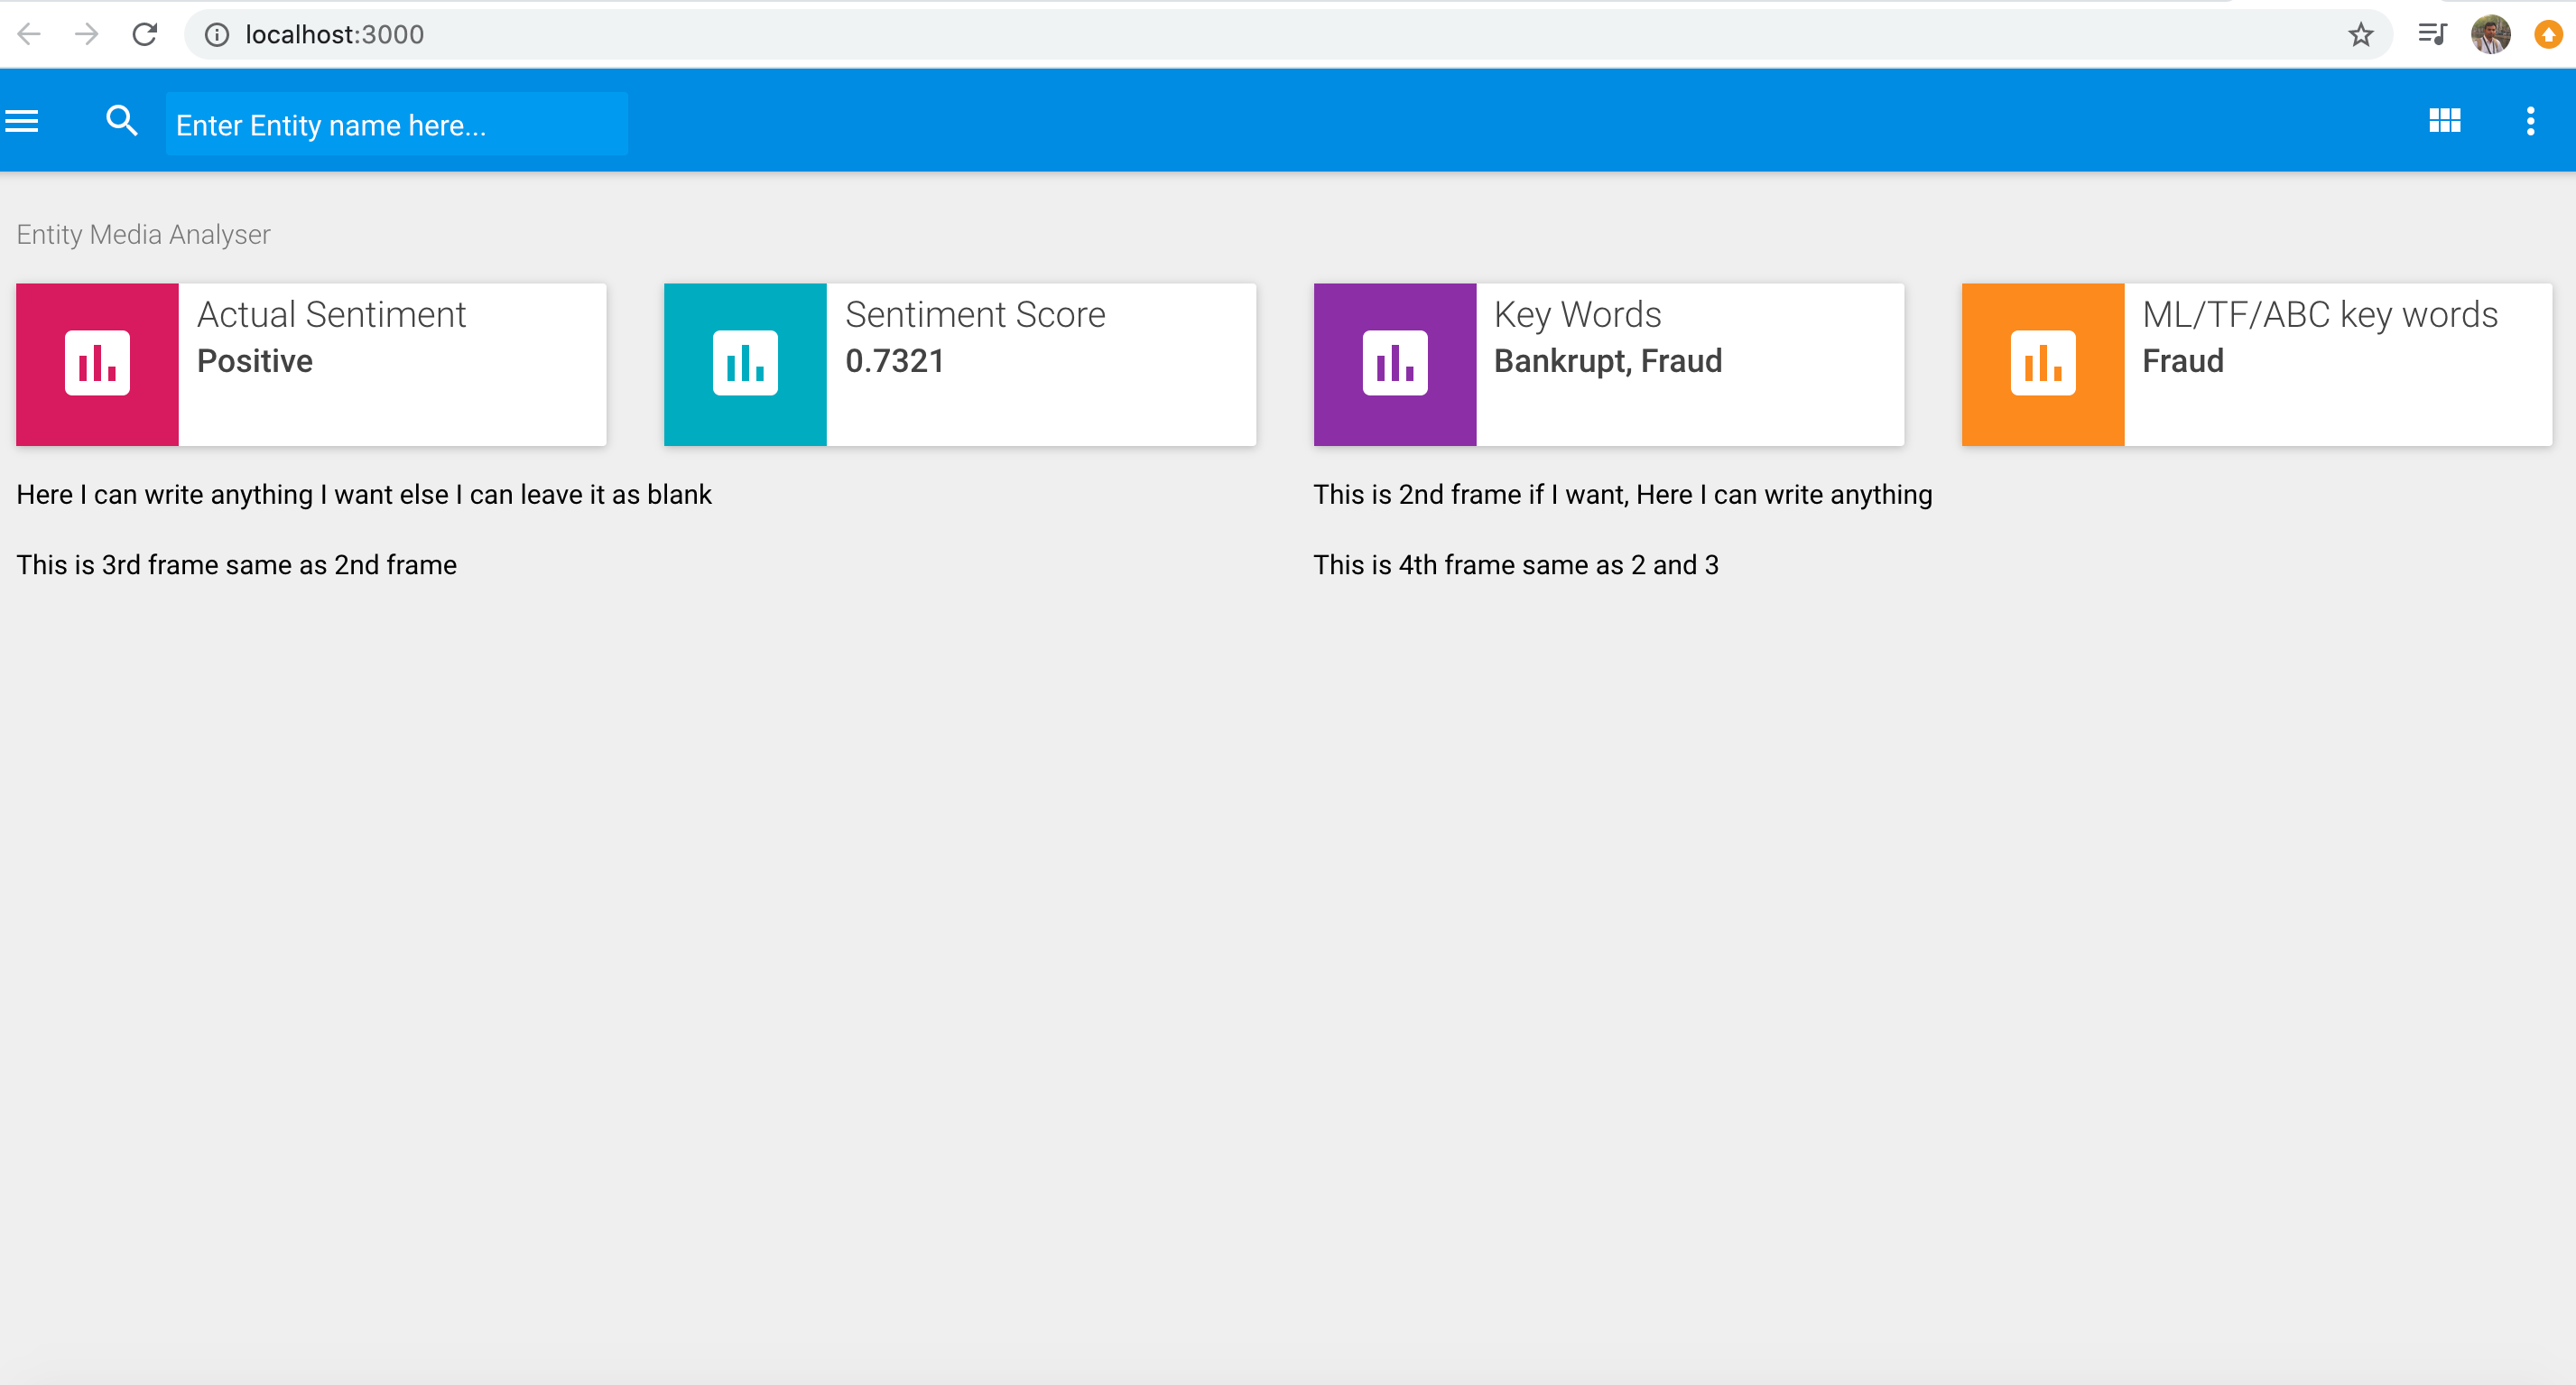 localhost:3000
Enter Entity name here...
Entity Media Analyser
Actual Sentiment
Positive
Sentiment Score
0.7321
Key Words
Bankrupt, Fraud
ML/TF/ABC key words
Fraud
Here I can write anything I want else I can leave it as blank
This is 2nd frame if I want, Here I can write anything
This is 3rd frame same as 2nd frame
This is 4th frame same as 2 and 3